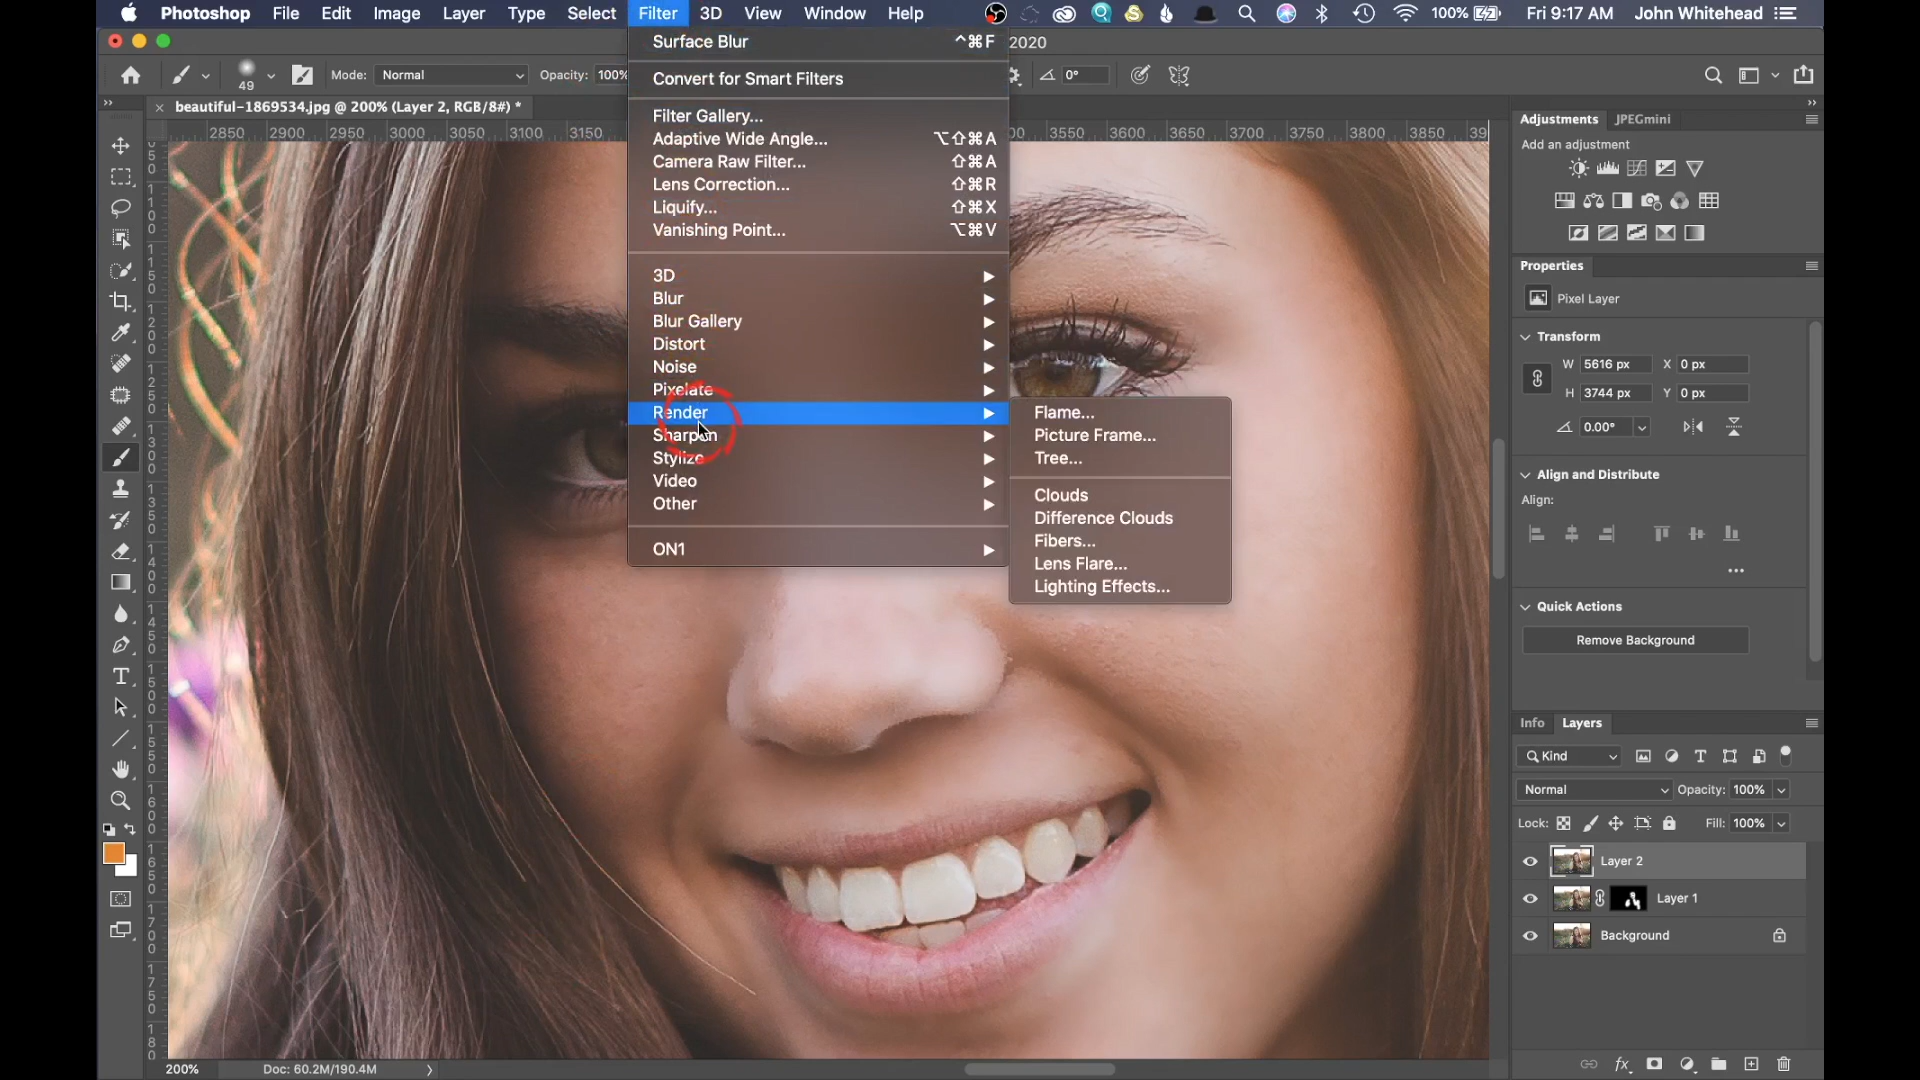 Photoshop File Edit Image Layer Type Select Filter 3D View Window Help 100% Fri 9:17 AM John Whitehead
2020
49 Mode: Normal Opacity: 100% 0°
beautiful-1869534.jpg @ 200% (Layer 2, RGB/8#) *
2850 2900 2950 3000 3050 3100 3150 3550 3600 3650 3700 3750 3800 3850
Surface Blur ^⌘F
Convert for Smart Filters
Filter Gallery...
Adaptive Wide Angle... ⌥⇧⌘A
Camera Raw Filter... ⇧⌘A
Lens Correction... ⇧⌘R
Liquify... ⇧⌘X
Vanishing Point... ⌥⌘V
3D
Blur
Blur Gallery
Distort
Noise
Pixelate
Render
Sharpen
Stylize
Video
Other
ON1
Flame...
Picture Frame...
Tree...
Clouds
Difference Clouds
Fibers...
Lens Flare...
Lighting Effects...
Adjustments JPEGmini
Add an adjustment
Properties
Pixel Layer
Transform
W 5616 px X 0 px
H 3744 px Y 0 px
0.00°
Align and Distribute
Align:
Quick Actions
Remove Background
Info Layers
Kind
Normal Opacity: 100%
Lock: Fill: 100%
Layer 2
Layer 1
Background
fx
200% Doc: 60.2M/190.4M